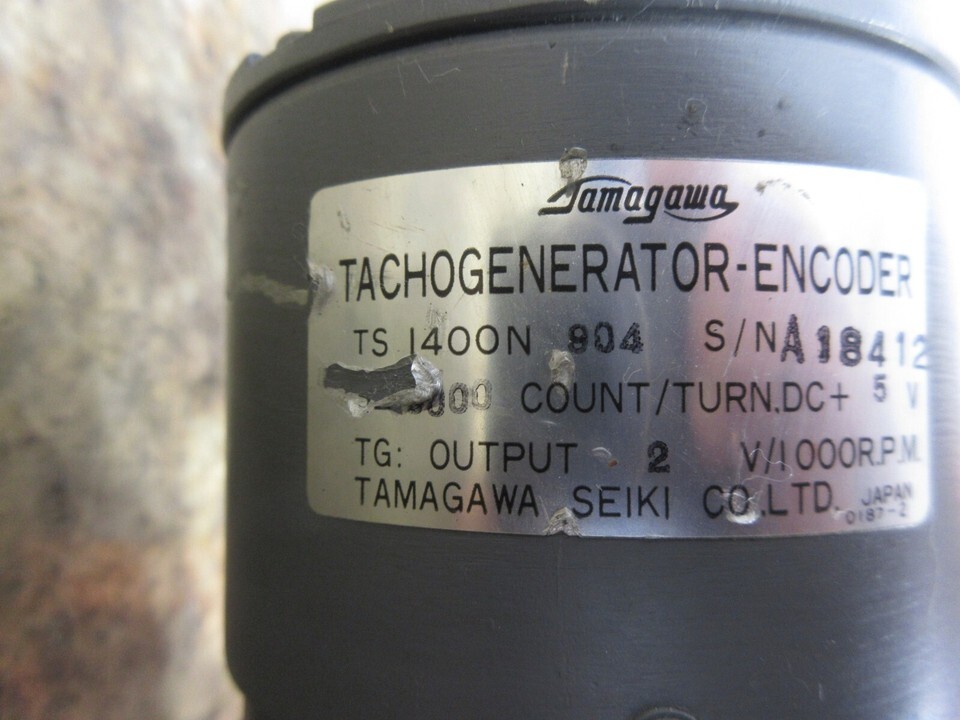 Tamagawa
TACHOGENERATOR-ENCODER
TS 1400N 804 S/N A18412
COUNT/TURN.DC+ 5 V
TG: OUTPUT 2 V/1000R.P.M.
TAMAGAWA SEIKI CO.LTD. JAPAN
0187-2